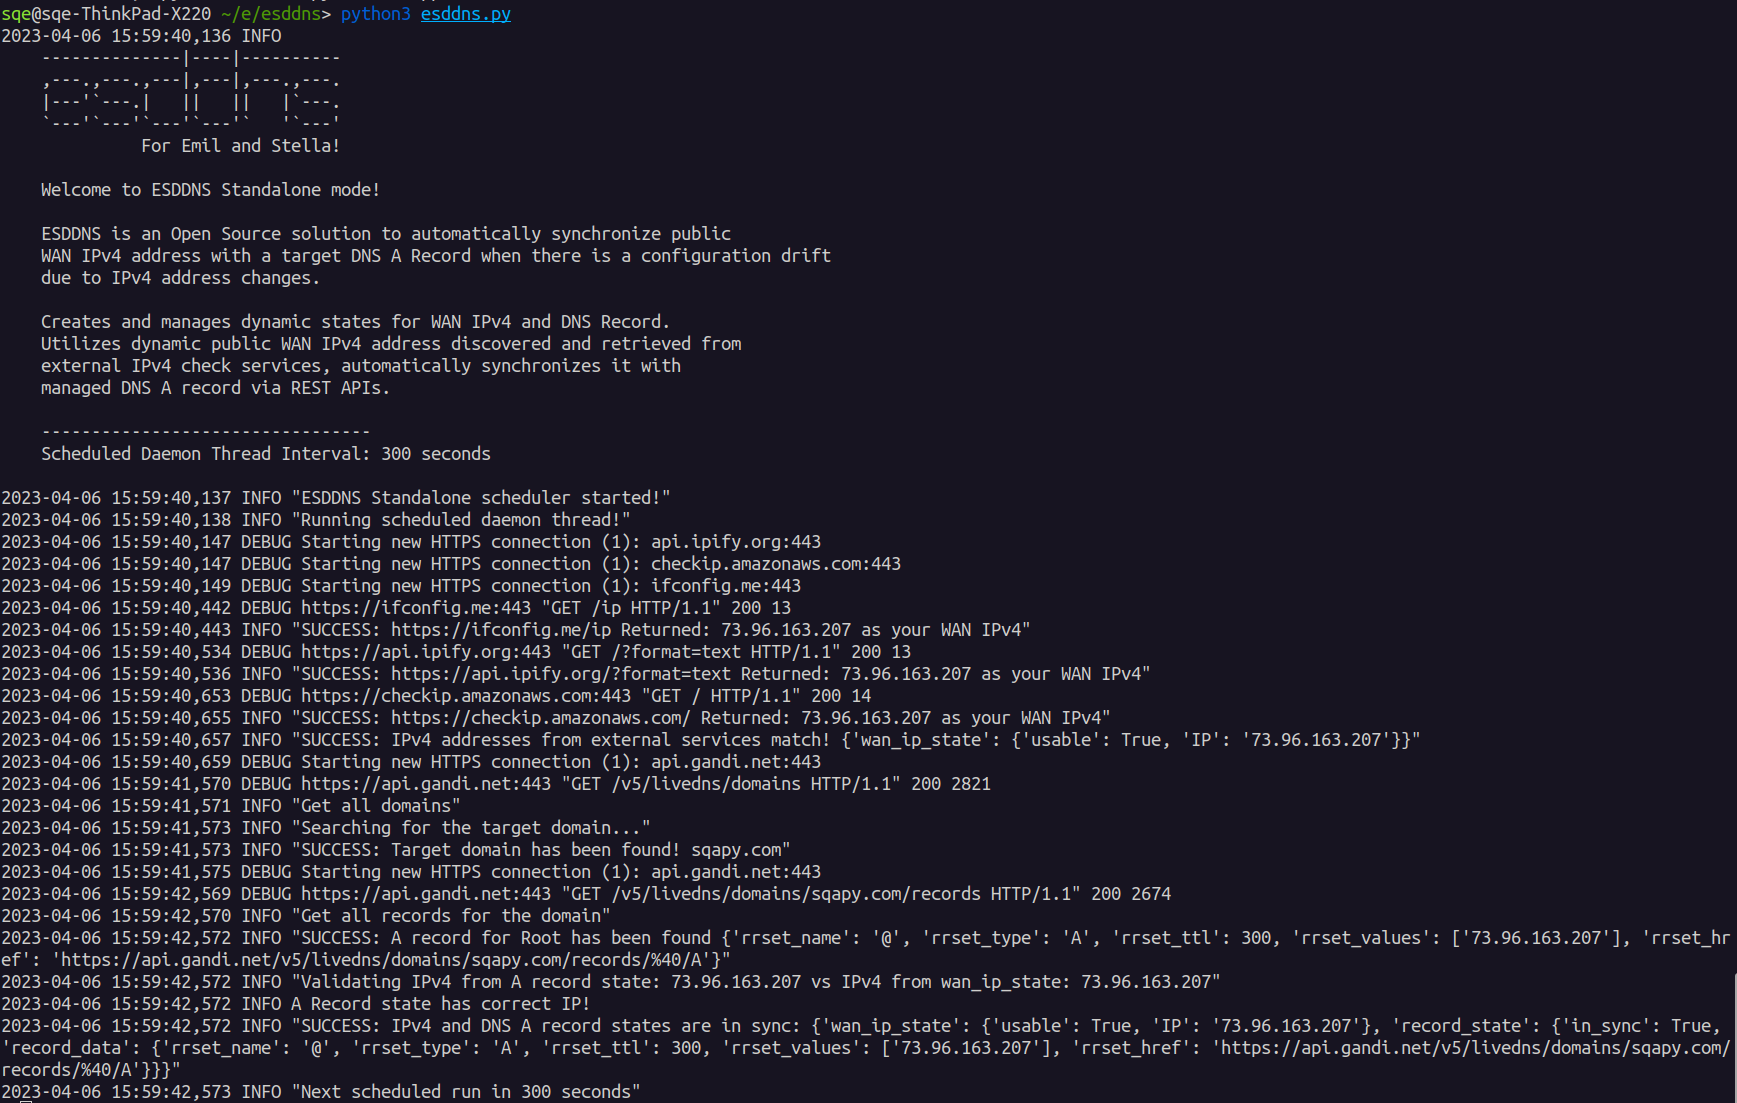 sqe@sqe-ThinkPad-X220 ~/e/esddns> python3 esddns.py
2023-04-06 15:59:40,136 INFO
    --------------|----|----------
    ,---.,---.,---|,---|,---.,---.
    |---'`---.|   ||   ||   |`---.
    `---'`---'`---'`---'`   '`---'
              For Emil and Stella!

    Welcome to ESDDNS Standalone mode!

    ESDDNS is an Open Source solution to automatically synchronize public
    WAN IPv4 address with a target DNS A Record when there is a configuration drift
    due to IPv4 address changes.

    Creates and manages dynamic states for WAN IPv4 and DNS Record.
    Utilizes dynamic public WAN IPv4 address discovered and retrieved from
    external IPv4 check services, automatically synchronizes it with
    managed DNS A record via REST APIs.

    ---------------------------------
    Scheduled Daemon Thread Interval: 300 seconds

2023-04-06 15:59:40,137 INFO "ESDDNS Standalone scheduler started!"
2023-04-06 15:59:40,138 INFO "Running scheduled daemon thread!"
2023-04-06 15:59:40,147 DEBUG Starting new HTTPS connection (1): api.ipify.org:443
2023-04-06 15:59:40,147 DEBUG Starting new HTTPS connection (1): checkip.amazonaws.com:443
2023-04-06 15:59:40,149 DEBUG Starting new HTTPS connection (1): ifconfig.me:443
2023-04-06 15:59:40,442 DEBUG https://ifconfig.me:443 "GET /ip HTTP/1.1" 200 13
2023-04-06 15:59:40,443 INFO "SUCCESS: https://ifconfig.me/ip Returned: 73.96.163.207 as your WAN IPv4"
2023-04-06 15:59:40,534 DEBUG https://api.ipify.org:443 "GET /?format=text HTTP/1.1" 200 13
2023-04-06 15:59:40,536 INFO "SUCCESS: https://api.ipify.org/?format=text Returned: 73.96.163.207 as your WAN IPv4"
2023-04-06 15:59:40,653 DEBUG https://checkip.amazonaws.com:443 "GET / HTTP/1.1" 200 14
2023-04-06 15:59:40,655 INFO "SUCCESS: https://checkip.amazonaws.com/ Returned: 73.96.163.207 as your WAN IPv4"
2023-04-06 15:59:40,657 INFO "SUCCESS: IPv4 addresses from external services match! {'wan_ip_state': {'usable': True, 'IP': '73.96.163.207'}}"
2023-04-06 15:59:40,659 DEBUG Starting new HTTPS connection (1): api.gandi.net:443
2023-04-06 15:59:41,570 DEBUG https://api.gandi.net:443 "GET /v5/livedns/domains HTTP/1.1" 200 2821
2023-04-06 15:59:41,571 INFO "Get all domains"
2023-04-06 15:59:41,573 INFO "Searching for the target domain..."
2023-04-06 15:59:41,573 INFO "SUCCESS: Target domain has been found! sqapy.com"
2023-04-06 15:59:41,575 DEBUG Starting new HTTPS connection (1): api.gandi.net:443
2023-04-06 15:59:42,569 DEBUG https://api.gandi.net:443 "GET /v5/livedns/domains/sqapy.com/records HTTP/1.1" 200 2674
2023-04-06 15:59:42,570 INFO "Get all records for the domain"
2023-04-06 15:59:42,572 INFO "SUCCESS: A record for Root has been found {'rrset_name': '@', 'rrset_type': 'A', 'rrset_ttl': 300, 'rrset_values': ['73.96.163.207'], 'rrset_hr
ef': 'https://api.gandi.net/v5/livedns/domains/sqapy.com/records/%40/A'}"
2023-04-06 15:59:42,572 INFO "Validating IPv4 from A record state: 73.96.163.207 vs IPv4 from wan_ip_state: 73.96.163.207"
2023-04-06 15:59:42,572 INFO A Record state has correct IP!
2023-04-06 15:59:42,572 INFO "SUCCESS: IPv4 and DNS A record states are in sync: {'wan_ip_state': {'usable': True, 'IP': '73.96.163.207'}, 'record_state': {'in_sync': True,
'record_data': {'rrset_name': '@', 'rrset_type': 'A', 'rrset_ttl': 300, 'rrset_values': ['73.96.163.207'], 'rrset_href': 'https://api.gandi.net/v5/livedns/domains/sqapy.com/
records/%40/A'}}}"
2023-04-06 15:59:42,573 INFO "Next scheduled run in 300 seconds"